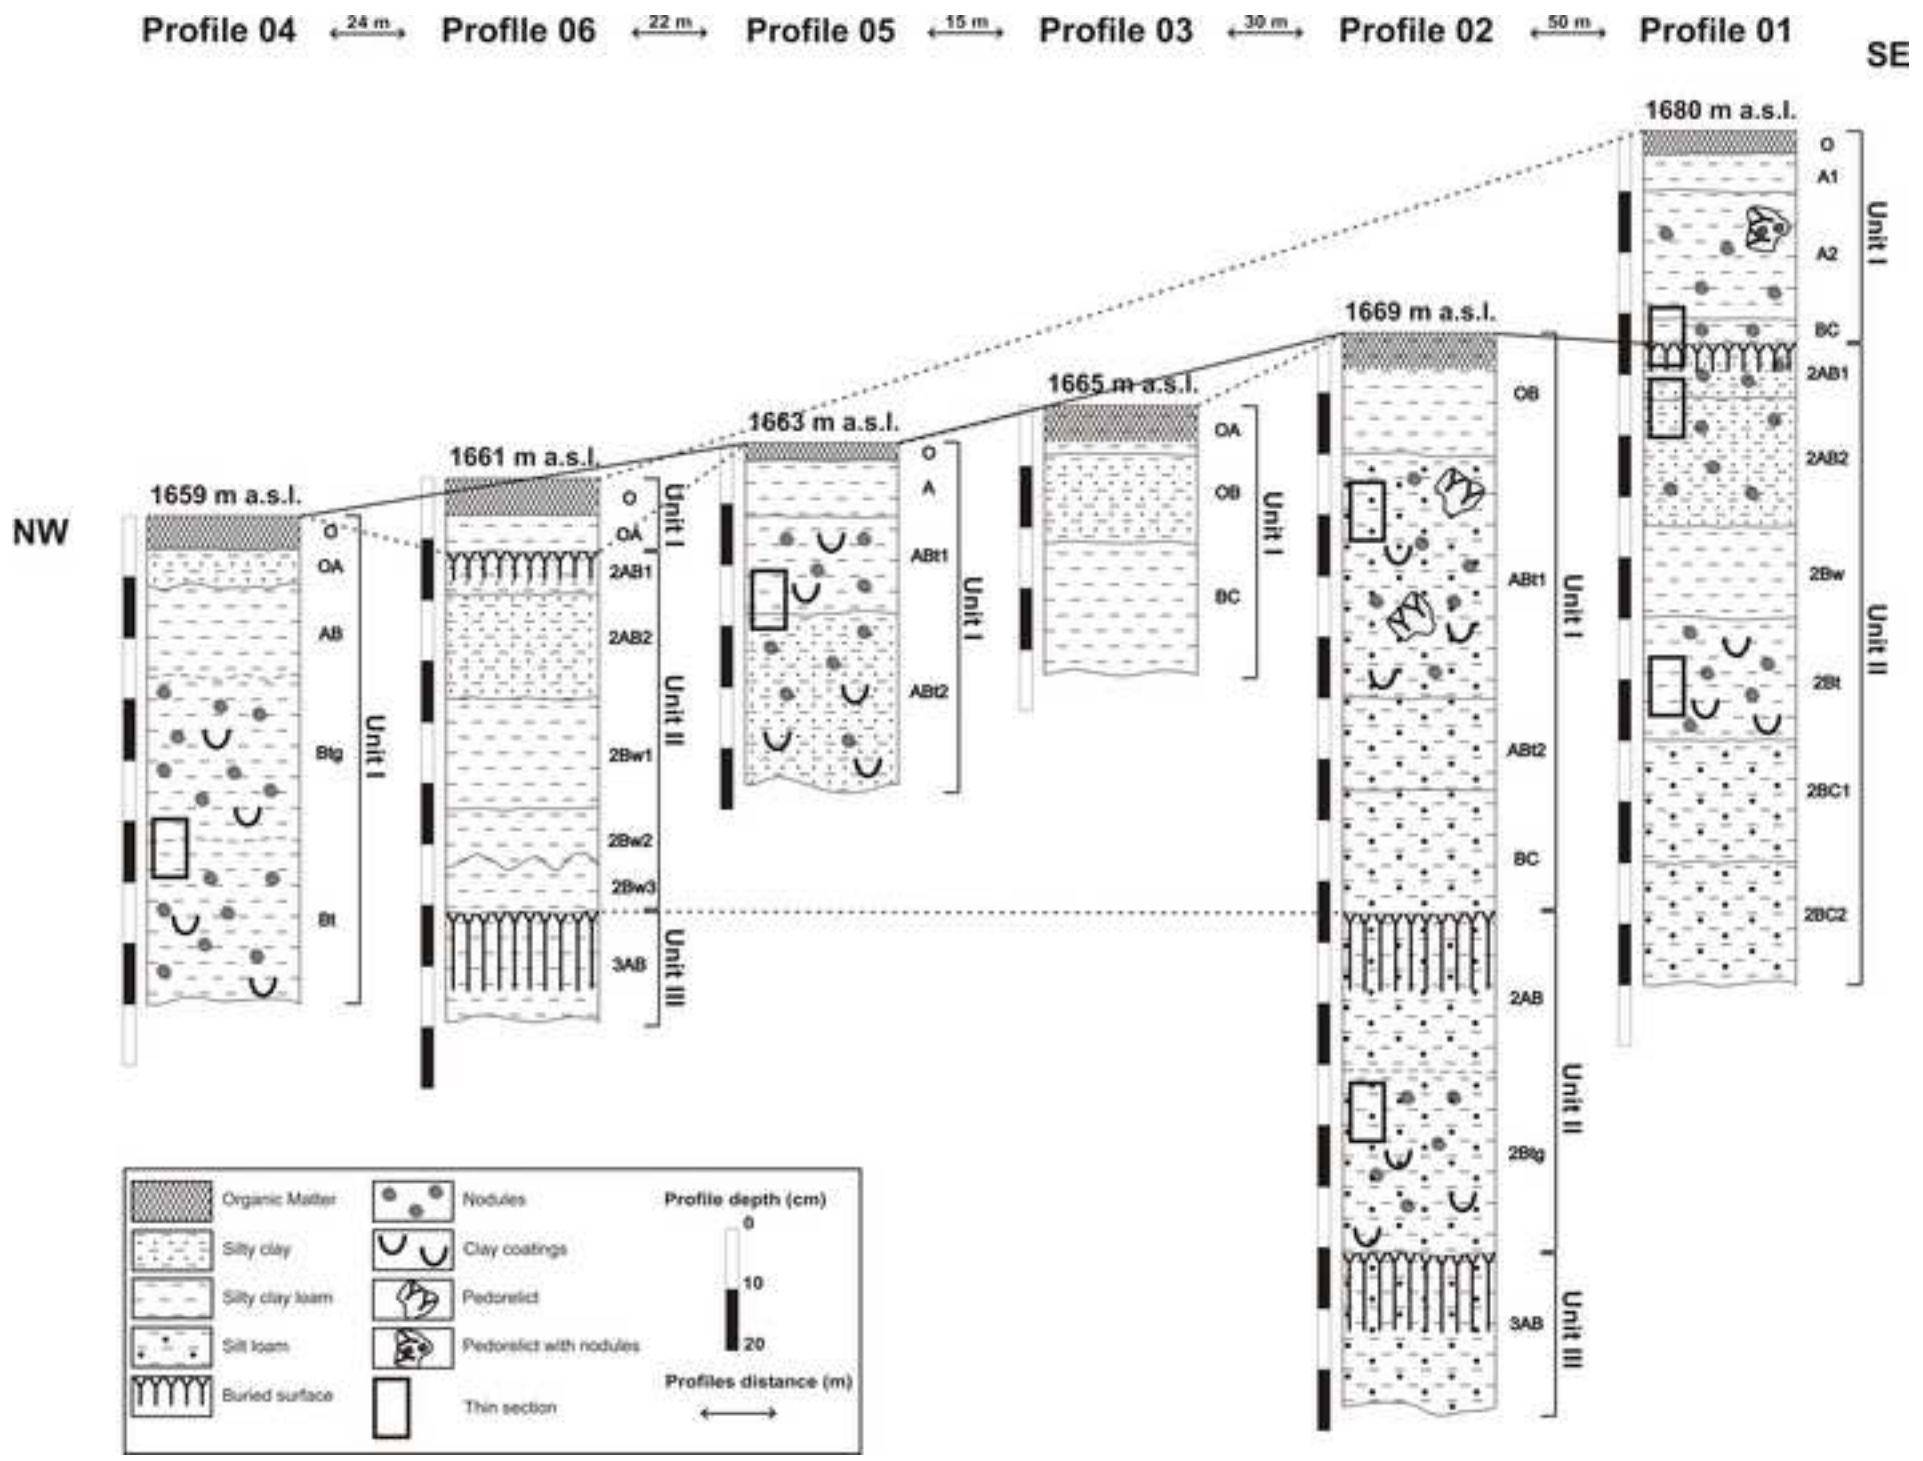 Profile 04 24 m Profile 06 22 m Profile 05 15 m Profile 03 30 m Profile 02 50 m Profile 01
SE
NW
1659 m a.s.l.
O
OA
AB
Btg
Bt
Unit I
1661 m a.s.l.
O
OA
2AB1
2AB2
2Bw1
2Bw2
2Bw3
3AB
Unit I
Unit II
Unit III
1663 m a.s.l.
O
A
ABt1
ABt2
Unit I
1665 m a.s.l.
OA
OB
BC
Unit I
1669 m a.s.l.
OB
ABt1
ABt2
BC
2AB
2Btg
3AB
Unit I
Unit II
Unit III
1680 m a.s.l.
O
A1
A2
BC
2AB1
2AB2
2Bw
2Bt
2BC1
2BC2
Unit I
Unit II
Organic Matter
Silty clay
Silty clay loam
Silt loam
Buried surface
Nodules
Clay coatings
Pedorelict
Pedorelict with nodules
Thin section
Profile depth (cm)
0
10
20
Profiles distance (m)